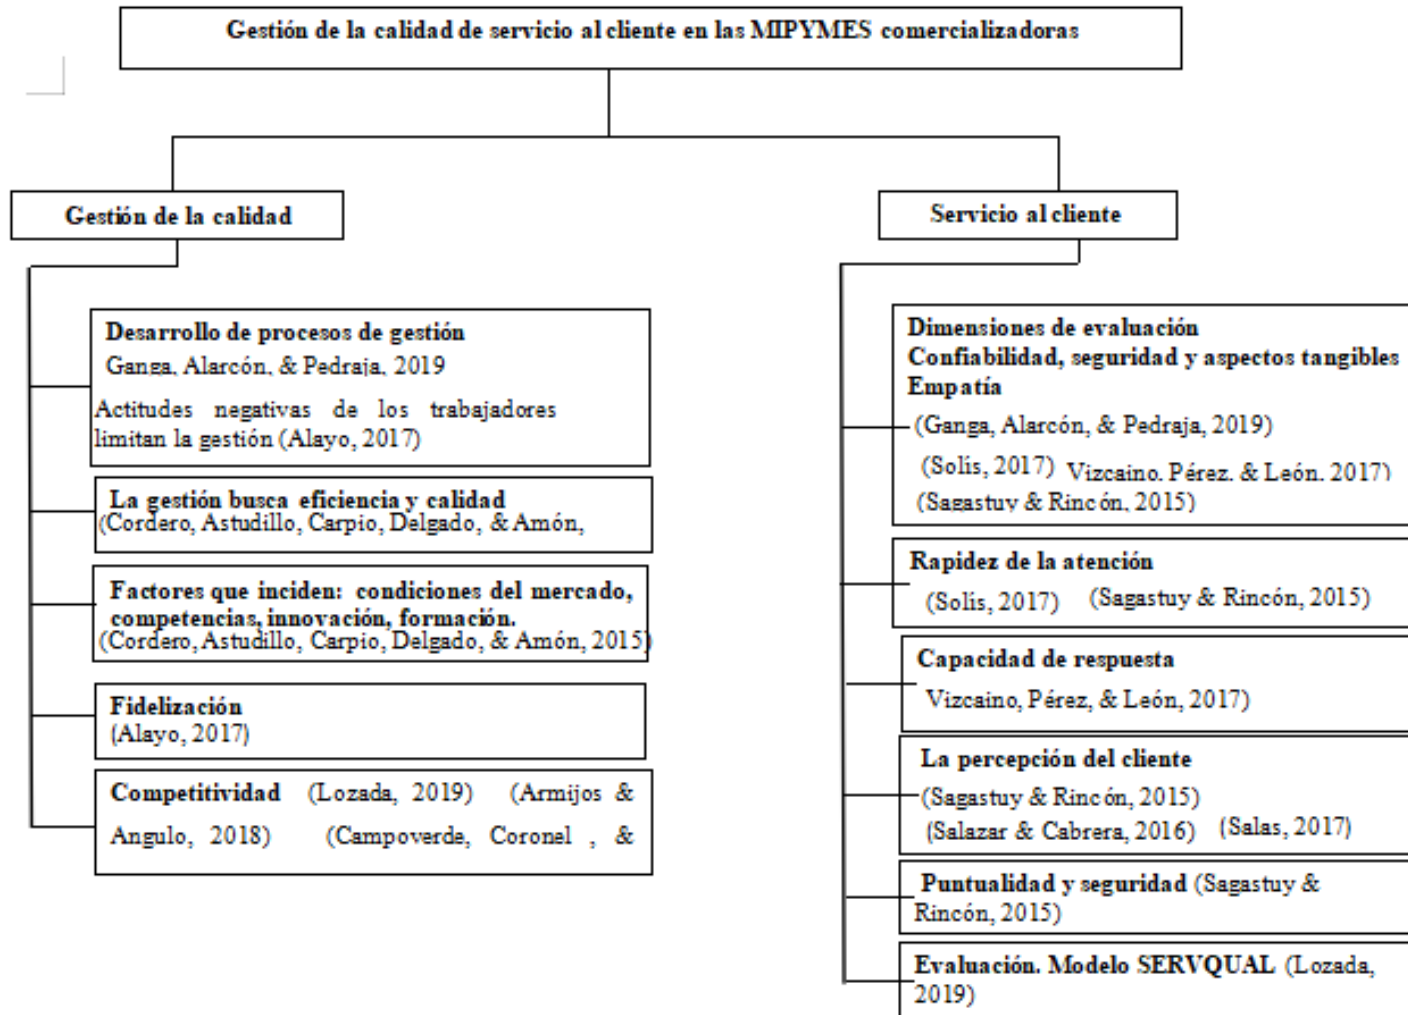 Gestión de la calidad de servicio al cliente en las MIPYMES comercializadoras
Gestión de la calidad
Desarrollo de procesos de gestión
Ganga, Alarcón, & Pedraja, 2019
Actitudes negativas de los trabajadores
limitan la gestión (Alayo, 2017)
La gestión busca eficiencia y calidad
(Cordero, Astudillo, Carpio, Delgado, & Amón,
Factores que inciden: condiciones del mercado,
competencias, innovación, formación.
(Cordero, Astudillo, Carpio, Delgado, & Amón, 2015)
Fidelización
(Alayo, 2017)
Competitividad (Lozada, 2019) (Armijos &
Angulo, 2018) (Campoverde, Coronel , &
Servicio al cliente
Dimensiones de evaluación
Confiabilidad, seguridad y aspectos tangibles
Empatía
(Ganga, Alarcón, & Pedraja, 2019)
(Solís, 2017) Vizcaino, Pérez, & León, 2017)
(Sagastuy & Rincón, 2015)
Rapidez de la atención
(Solís, 2017) (Sagastuy & Rincón, 2015)
Capacidad de respuesta
Vizcaino, Pérez, & León, 2017)
La percepción del cliente
(Sagastuy & Rincón, 2015)
(Salazar & Cabrera, 2016) (Salas, 2017)
Puntualidad y seguridad (Sagastuy &
Rincón, 2015)
Evaluación. Modelo SERVQUAL (Lozada,
2019)